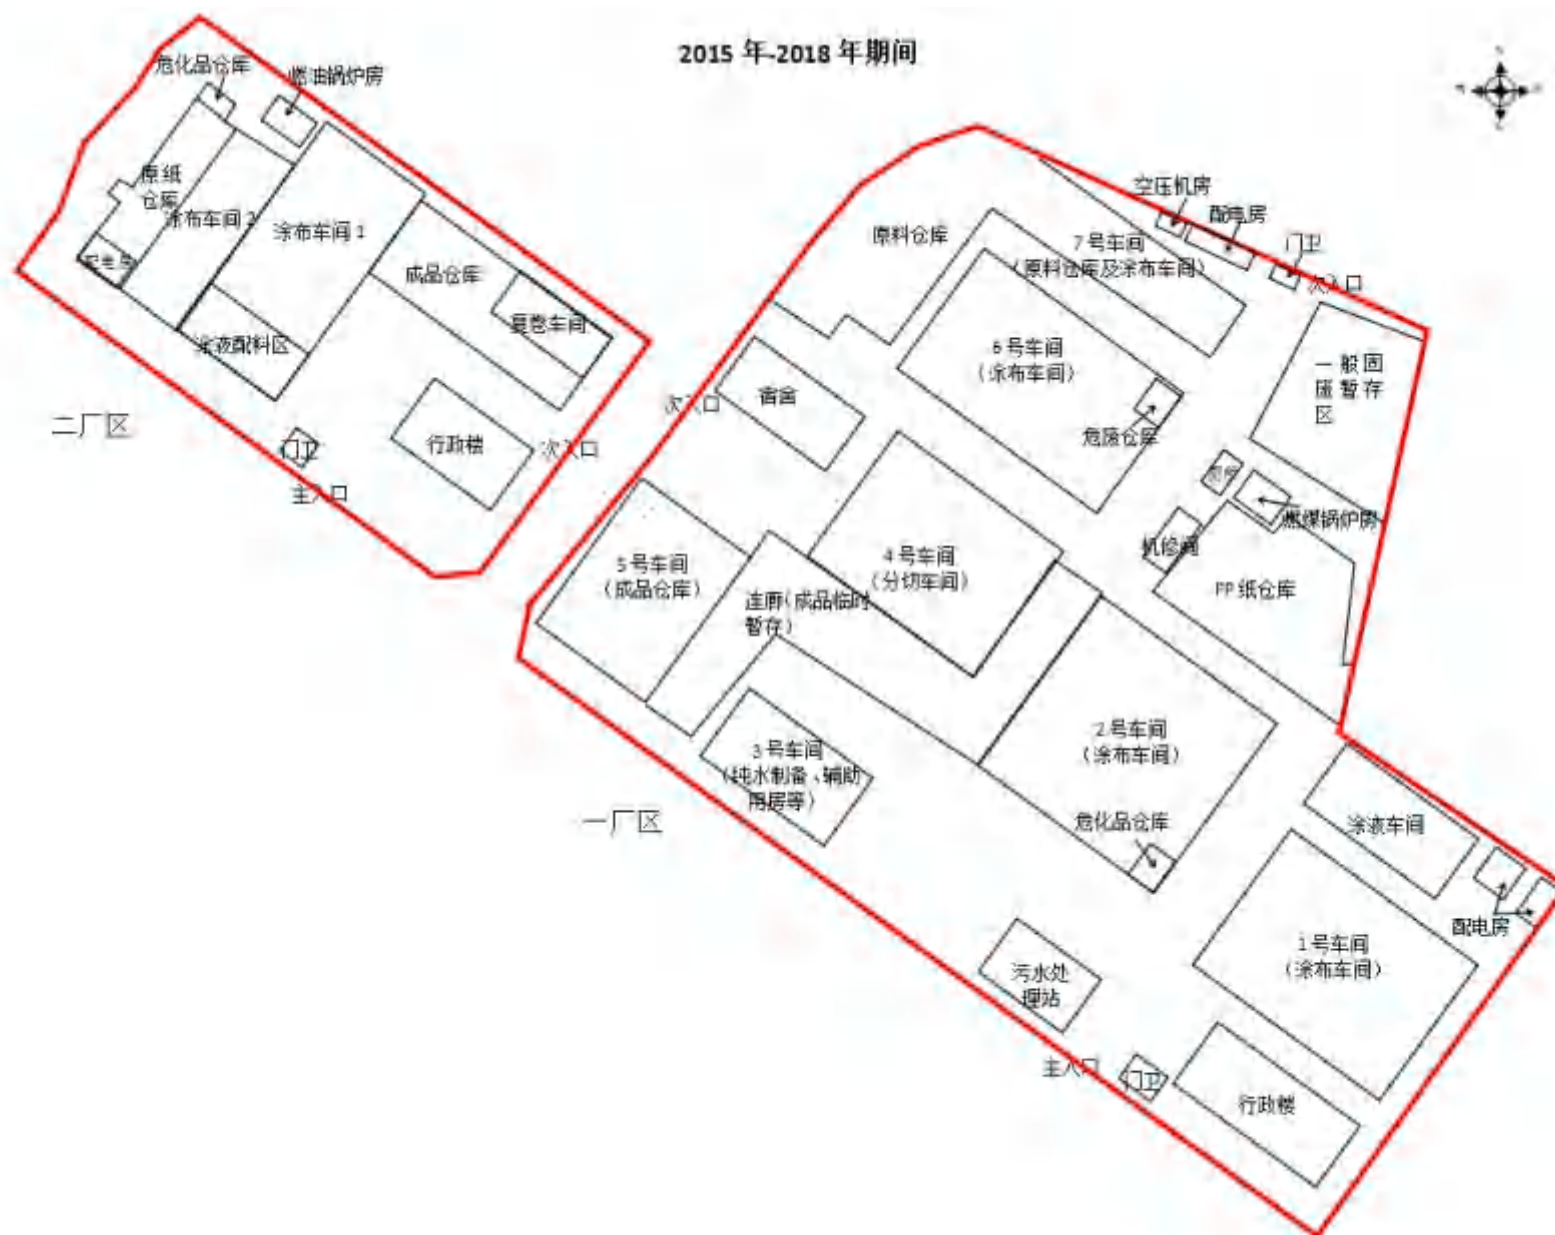 2015 年-2018 年期间
危化品仓库
燃油锅炉房
原纸
仓库
涂布车间 2
涂布车间 1
配电房
成品仓库
复卷车间
涂液配料区
二厂区
门卫
主入口
行政楼
次入口
空压机房
配电房
门卫
次入口
原料仓库
7 号车间
（原料仓库及涂布车间）
6 号车间
（涂布车间）
一般固
废暂存
区
次入口
宿舍
危废仓库
燃煤锅炉房
机修间
PP 纸仓库
5 号车间
（成品仓库）
4 号车间
（分切车间）
连廊（成品临时
暂存）
2 号车间
（涂布车间）
3 号车间
（纯水制备、辅助
用房等）
一厂区
危化品仓库
涂液车间
配电房
1 号车间
（涂布车间）
污水处
理站
主入口
门卫
行政楼